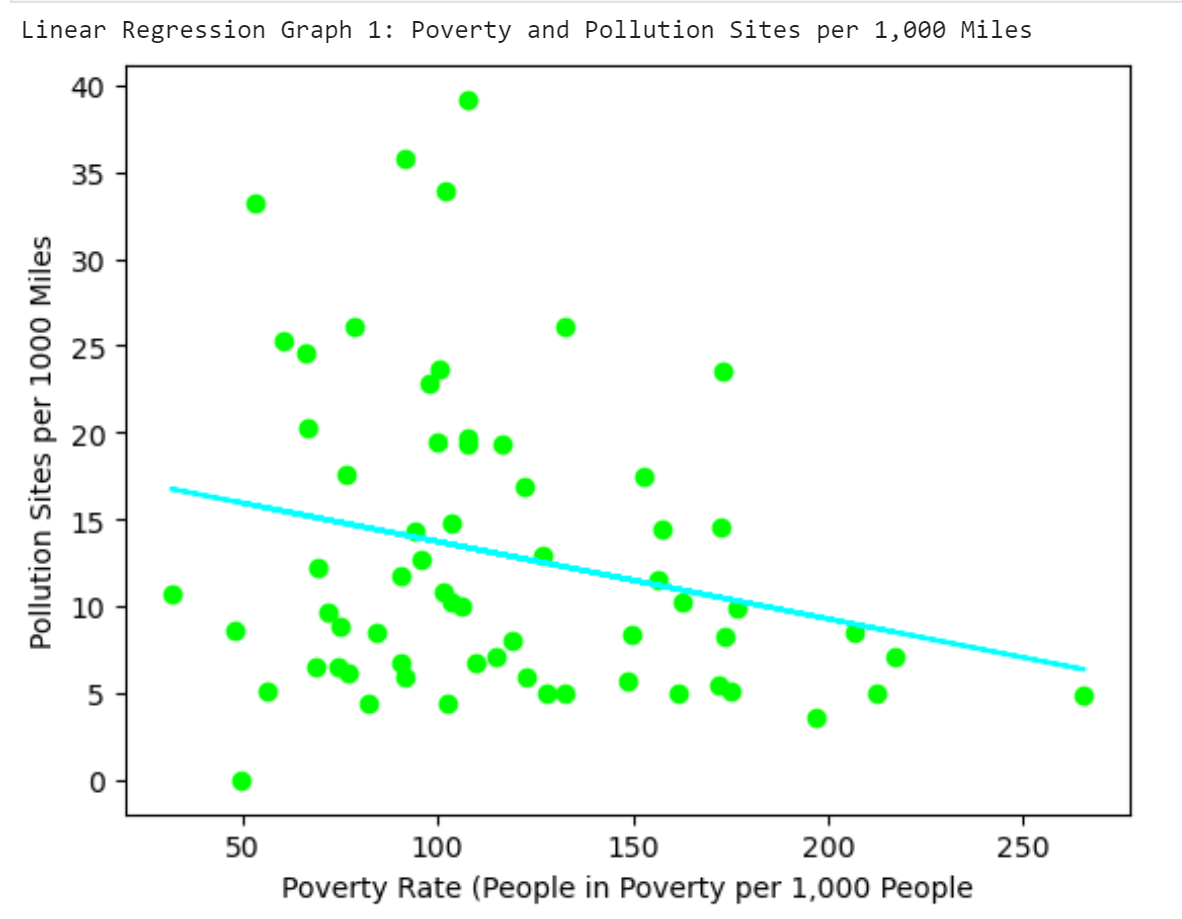 Linear Regression Graph 1: Poverty and Pollution Sites per 1,000 Miles
40
35
30
25
20
15
10
5
0
Pollution Sites per 1000 Miles
50 100 150 200 250
Poverty Rate (People in Poverty per 1,000 People